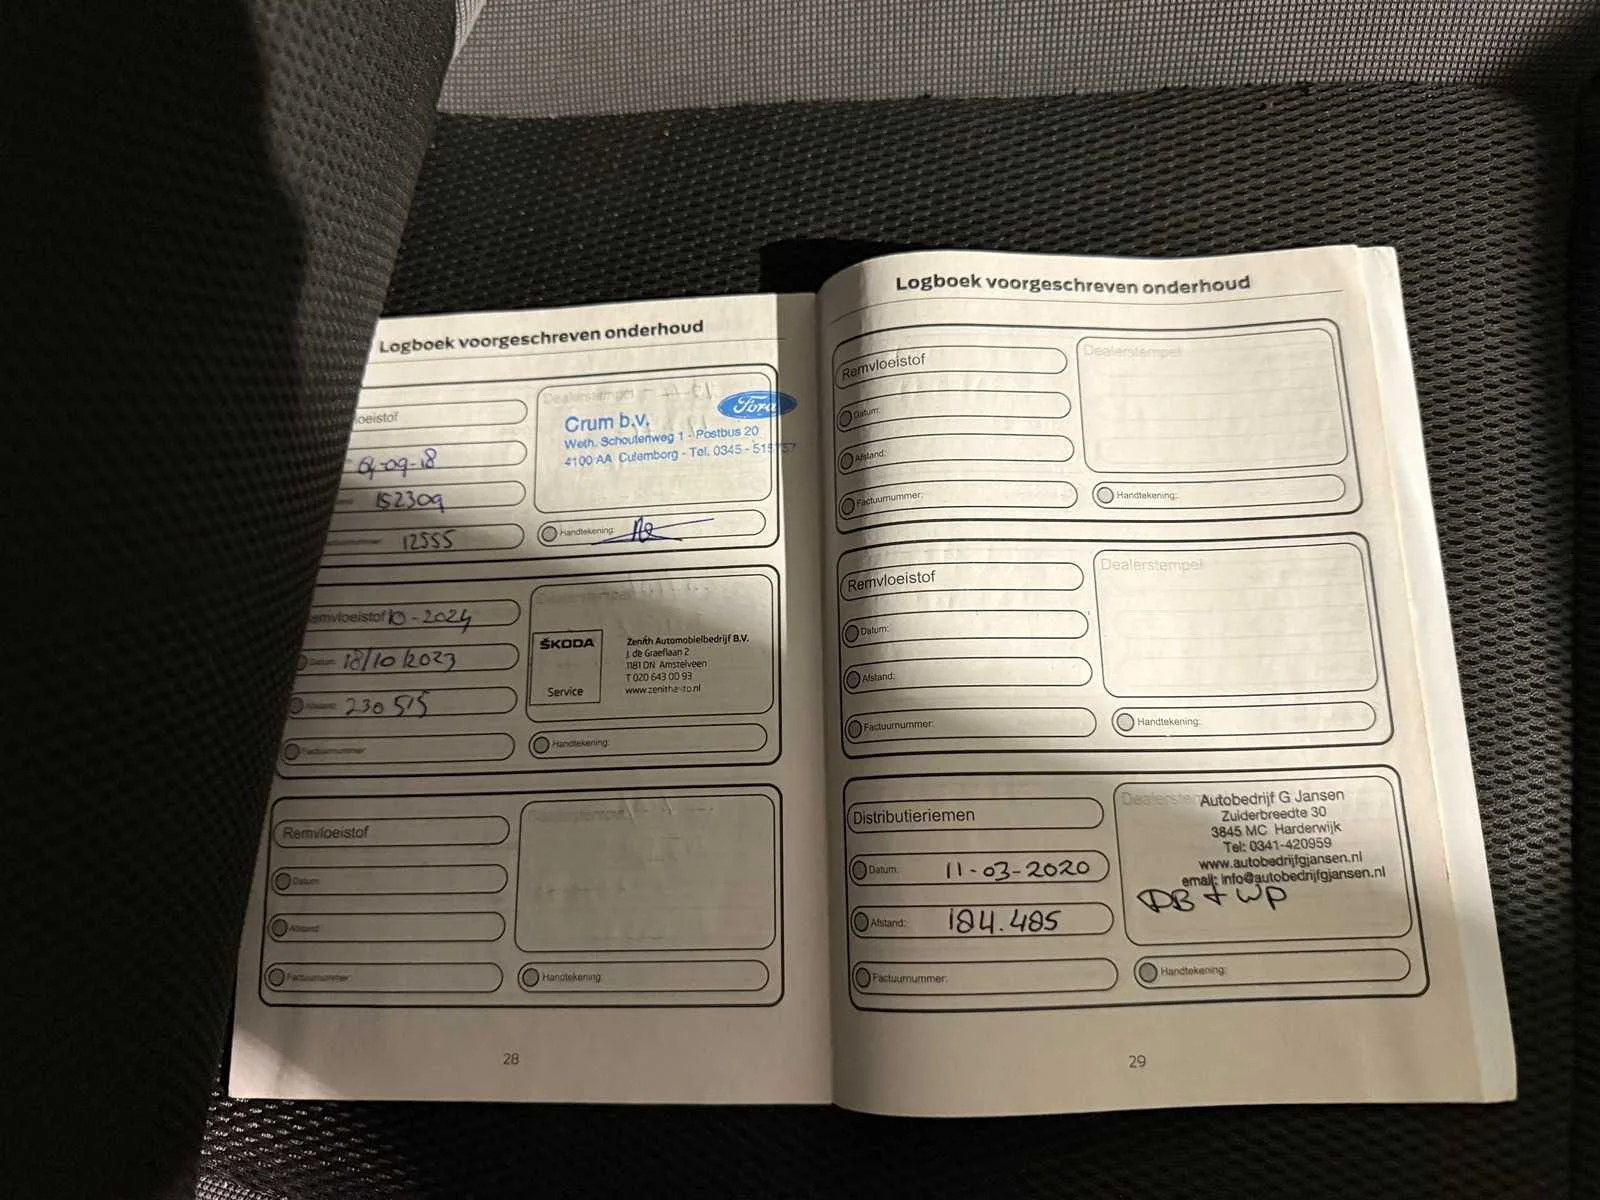 Logboek voorgeschreven onderhoud
oeistof
04-09-18
152309
12555
Dealerstempel
Crum b.v.
Ford
Weth. Schoutenweg 1 - Postbus 20
4100 AA Culemborg - Tel. 0345 - 515757
Handtekening:
Remvloeistof 10-2024
Datum: 18/10/2023
Afstand: 230 515
Factuurnummer:
Dealerstempel
ŠKODA
Service
Zenith Automobielbedrijf B.V.
J. de Graeflaan 2
1181 DN Amstelveen
T 020 643 00 93
Handtekening:
Remvloeistof
Datum:
Afstand:
Factuurnummer:
Dealerstempel
Handtekening:
28
Logboek voorgeschreven onderhoud
Remvloeistof
Datum:
Afstand:
Factuurnummer:
Dealerstempel
Handtekening:
Remvloeistof
Datum:
Afstand:
Factuurnummer:
Dealerstempel
Handtekening:
Distributieriemen
Datum: 11-03-2020
Afstand: 184.485
Factuurnummer:
Autobedrijf G Jansen
Zuiderbreedte 30
3845 MC Harderwijk
Tel: 0341-420959
www.autobedrijfgjansen.nl
email: info@autobedrijfgjansen.nl
DB + WP
Handtekening:
29